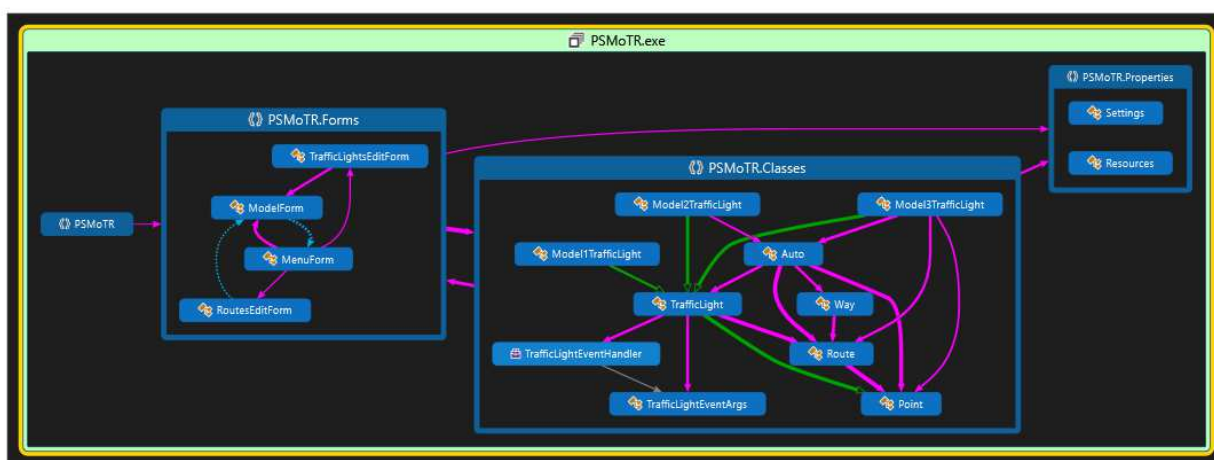 PSMoTR.exe
PSMoTR.Properties
Settings
Resources
PSMoTR.Forms
TrafficLightsEditForm
ModelForm
MenuForm
RoutesEditForm
PSMoTR
PSMoTR.Classes
Model2TrafficLight
Model3TrafficLight
Model1TrafficLight
Auto
TrafficLight
Way
TrafficLightEventHandler
Route
TrafficLightEventArgs
Point